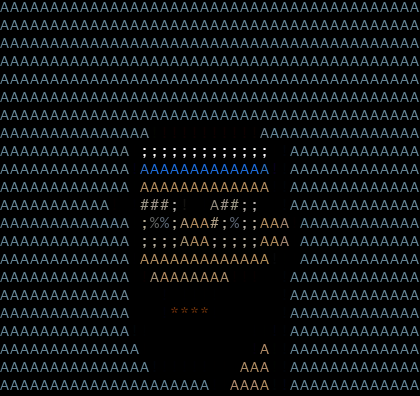 AAAAAAAAAAAAAAAAAAAAAAAAAAAAAAAAAAAAAAAAAA
AAAAAAAAAAAAAAAAAAAAAAAAAAAAAAAAAAAAAAAAAA
AAAAAAAAAAAAAAAAAAAAAAAAAAAAAAAAAAAAAAAAAA
AAAAAAAAAAAAAAAAAAAAAAAAAAAAAAAAAAAAAAAAAA
AAAAAAAAAAAAAAAAAAAAAAAAAAAAAAAAAAAAAAAAAA
AAAAAAAAAAAAAAAAAAAAAAAAAAAAAAAAAAAAAAAAAA
AAAAAAAAAAAAAAAAAAAAAAAAAAAAAAAAAAAAAAAAAA
AAAAAAAAAAAAAAA           AAAAAAAAAAAAAAAA
AAAAAAAAAAAAA ;;;;;;;;;;;;;  AAAAAAAAAAAAA
AAAAAAAAAAAAA AAAAAAAAAAAAA  AAAAAAAAAAAAA
AAAAAAAAAAAAA AAAAAAAAAAAAA  AAAAAAAAAAAAA
AAAAAAAAAAA   ###;   A##;;   AAAAAAAAAAAAA
AAAAAAAAAAAAA ;%%;AAA#;%;;AAA AAAAAAAAAAAA
AAAAAAAAAAAAA ;;;;AAA;;;;;AAA AAAAAAAAAAAA
AAAAAAAAAAAAA AAAAAAAAAAAAA   AAAAAAAAAAAA
AAAAAAAAAAAAA  AAAAAAAA      AAAAAAAAAAAAA
AAAAAAAAAAAAA                AAAAAAAAAAAAA
AAAAAAAAAAAAA    ☆☆☆☆        AAAAAAAAAAAAA
AAAAAAAAAAAAA                AAAAAAAAAAAAA
AAAAAAAAAAAAAA            A  AAAAAAAAAAAAA
AAAAAAAAAAAAAAA         AAA  AAAAAAAAAAAAA
AAAAAAAAAAAAAAAAAAAAA  AAAA  AAAAAAAAAAAAA